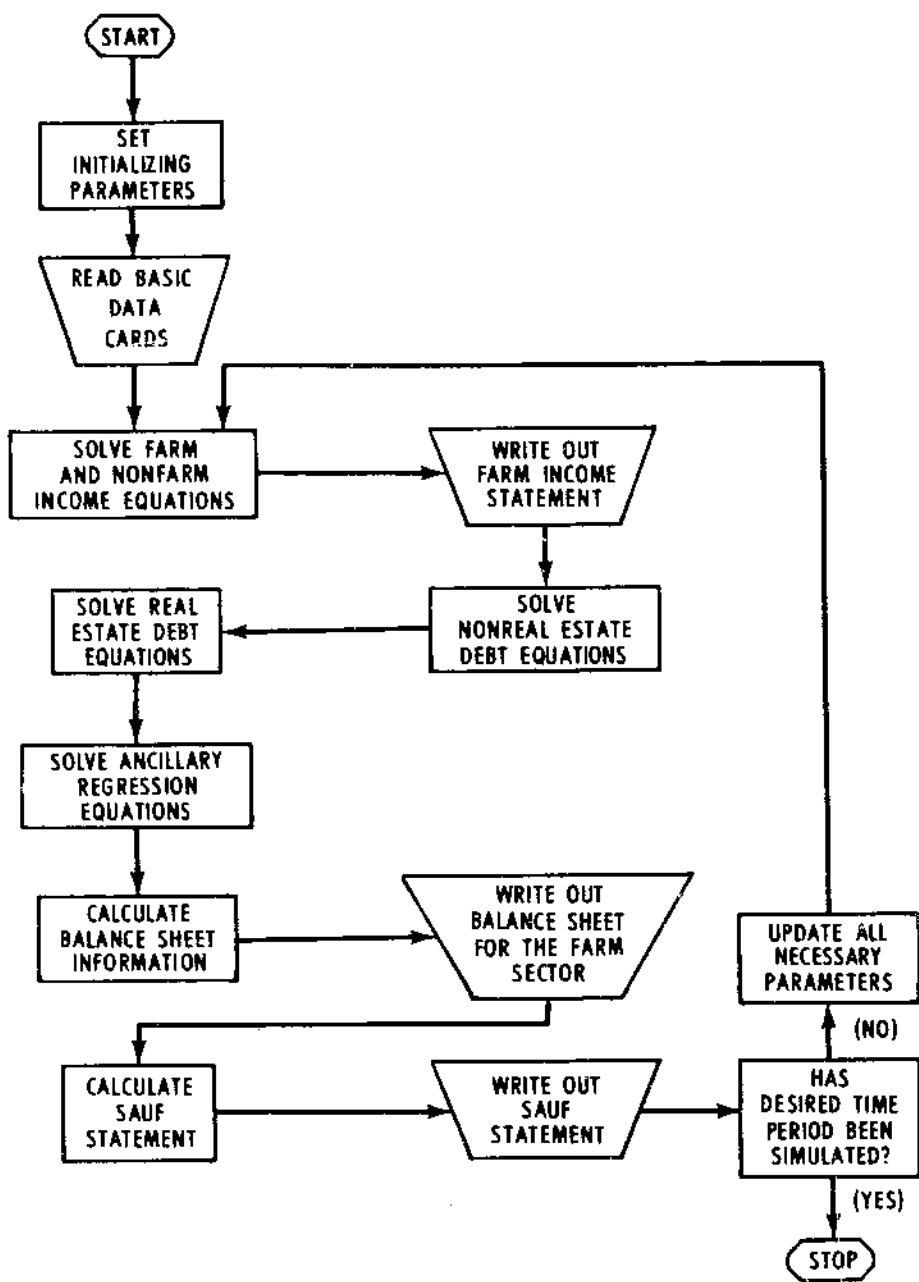 START
SET
INITIALIZING
PARAMETERS
READ BASIC
DATA
CARDS
SOLVE FARM
AND NONFARM
INCOME EQUATIONS
WRITE OUT
FARM INCOME
STATEMENT
SOLVE
NONREAL ESTATE
DEBT EQUATIONS
SOLVE REAL
ESTATE DEBT
EQUATIONS
SOLVE ANCILLARY
REGRESSION
EQUATIONS
CALCULATE
BALANCE SHEET
INFORMATION
WRITE OUT
BALANCE SHEET
FOR THE FARM
SECTOR
CALCULATE
SAUF
STATEMENT
WRITE OUT
SAUF
STATEMENT
HAS
DESIRED TIME
PERIOD BEEN
SIMULATED?
(NO)
UPDATE ALL
NECESSARY
PARAMETERS
(YES)
STOP